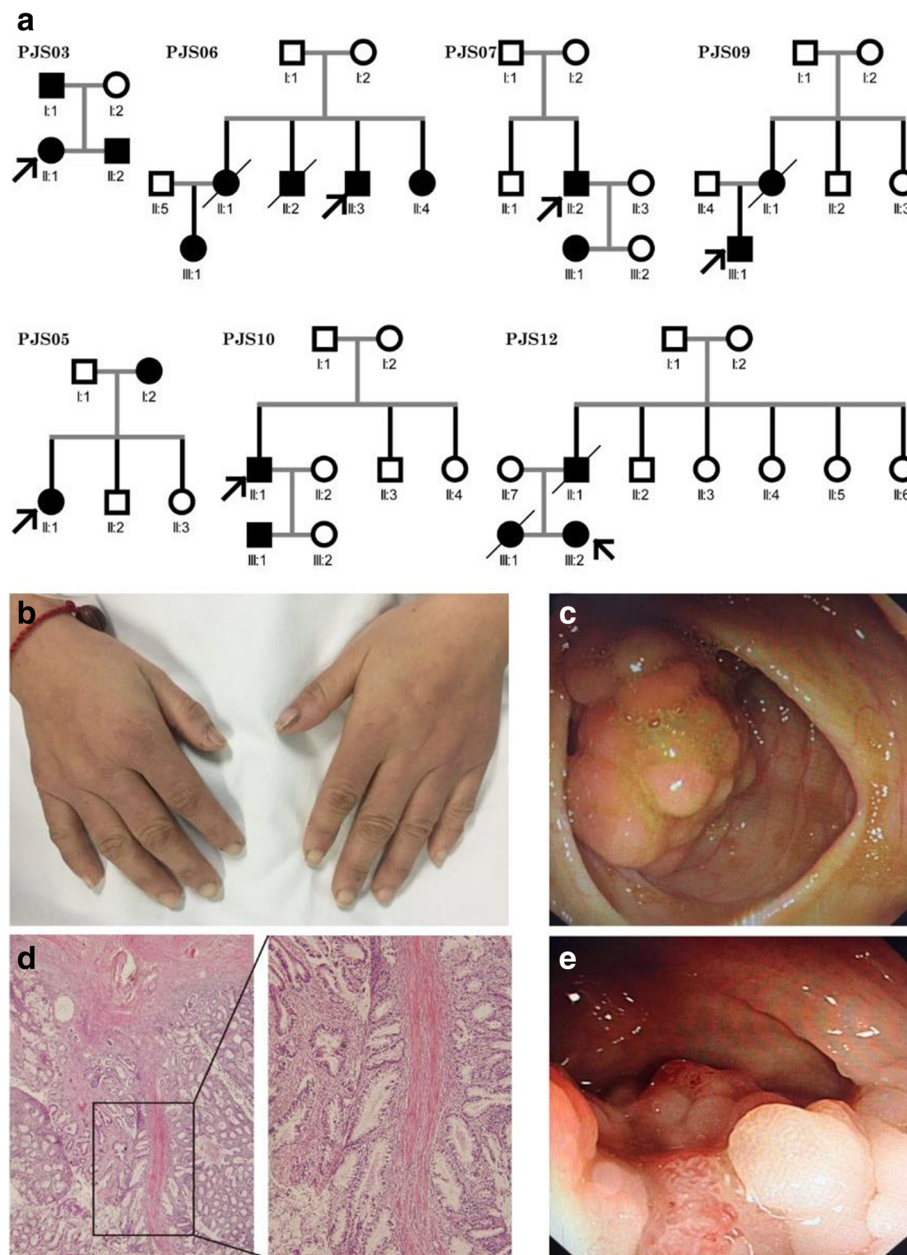 a
PJS03 PJS06 PJS07 PJS09
I:1 I:2 I:1 I:2 I:1 I:2
I:1 I:2
II:1 II:2 II:5 II:1 II:2 II:3 II:4 II:1 II:2 II:3 II:4 II:1 II:2 II:3
III:1 III:1 III:2 III:1
PJS05 PJS10 PJS12
I:1 I:2 I:1 I:2
I:1 I:2
II:1 II:2 II:3 II:4 II:7 II:1 II:2 II:3 II:4 II:5 II:6
II:1 II:2 II:3 III:1 III:2 III:1 III:2
b c
d e